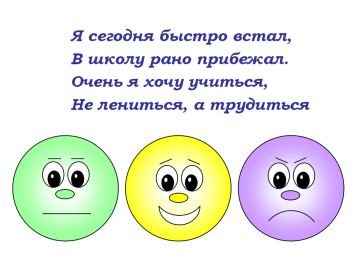 Я сегодня быстро встал,
В школу рано прибежал.
Очень я хочу учиться,
Не лениться, а трудиться